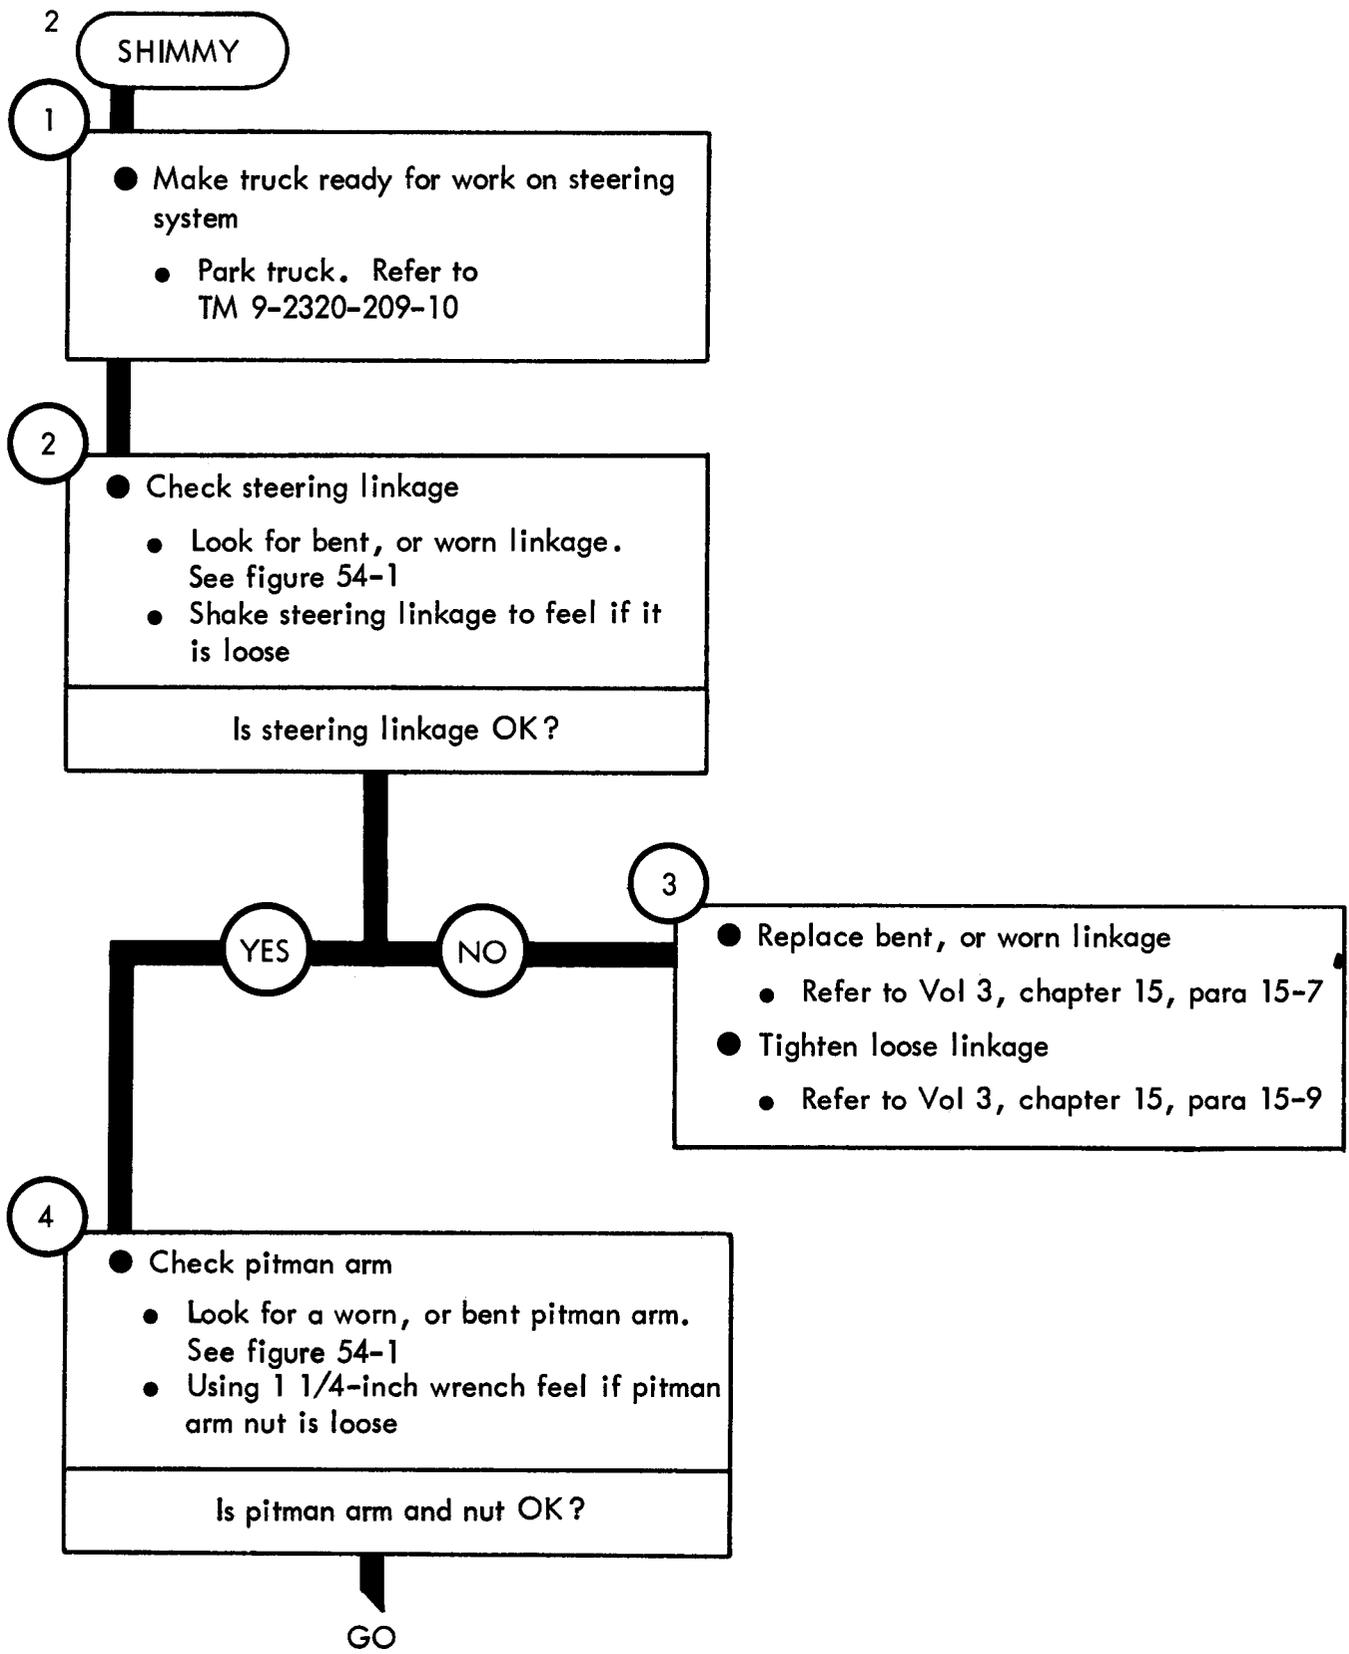 2
SHIMMY
1
● Make truck ready for work on steering
system
● Park truck. Refer to
TM 9-2320-209-10
2
● Check steering linkage
● Look for bent, or worn linkage.
See figure 54-1
● Shake steering linkage to feel if it
is loose
Is steering linkage OK?
YES
NO
3
● Replace bent, or worn linkage
● Refer to Vol 3, chapter 15, para 15-7
● Tighten loose linkage
● Refer to Vol 3, chapter 15, para 15-9
4
● Check pitman arm
● Look for a worn, or bent pitman arm.
See figure 54-1
● Using 1 1/4-inch wrench feel if pitman
arm nut is loose
Is pitman arm and nut OK?
GO